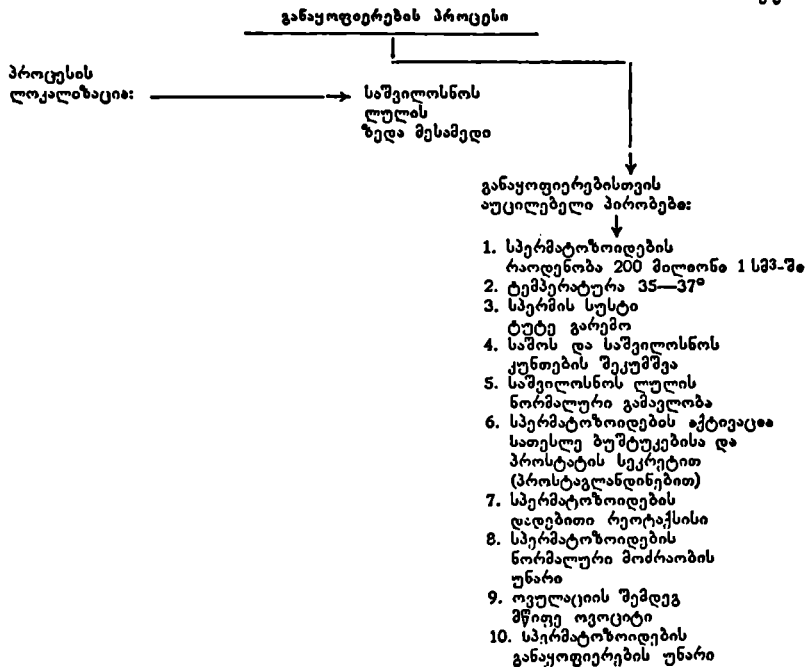 განაყოფიერების პროცესი
პროცესის
ლოკალიზაცია:
საშვილოსნოს
ლულის
ზედა მესამედი
განაყოფიერებისთვის
აუცილებელი პირობები:
1. სპერმატოზოიდების
რაოდენობა 200 მილიონი 1 სმ³-ში
2. ტემპერატურა 35—37°
3. სპერმის სუსტი
ტუტე გარემო
4. საშოს და საშვილოსნოს
კუნთების შეკუმშვა
5. საშვილოსნოს ლულის
ნორმალური გამავლობა
6. სპერმატოზოიდების აქტივაცია
სათესლე ბუშტუკებისა და
პროსტატის სეკრეტით
(პროსტაგლანდინებით)
7. სპერმატოზოიდების
დადებითი რეოტაქსისი
8. სპერმატოზოიდების
ნორმალური მოძრაობის
უნარი
9. ოვულაციის შემდეგ
მწიფე ოვოციტი
10. სპერმატოზოიდების
განაყოფიერების უნარი